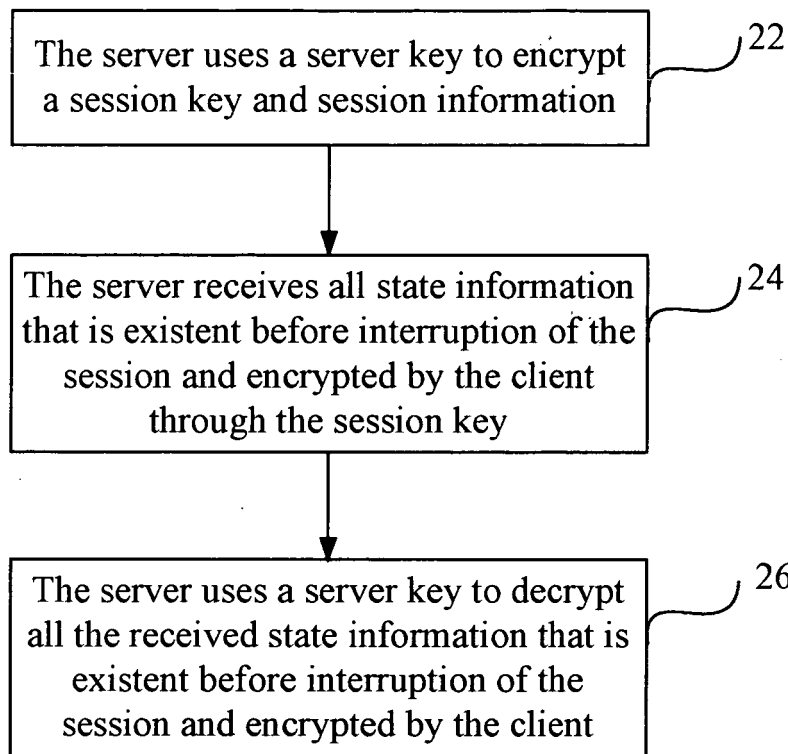 The server uses a server key to encrypt
a session key and session information
22
The server receives all state information
that is existent before interruption of the
session and encrypted by the client
through the session key
24
The server uses a server key to decrypt
all the received state information that is
existent before interruption of the
session and encrypted by the client
26